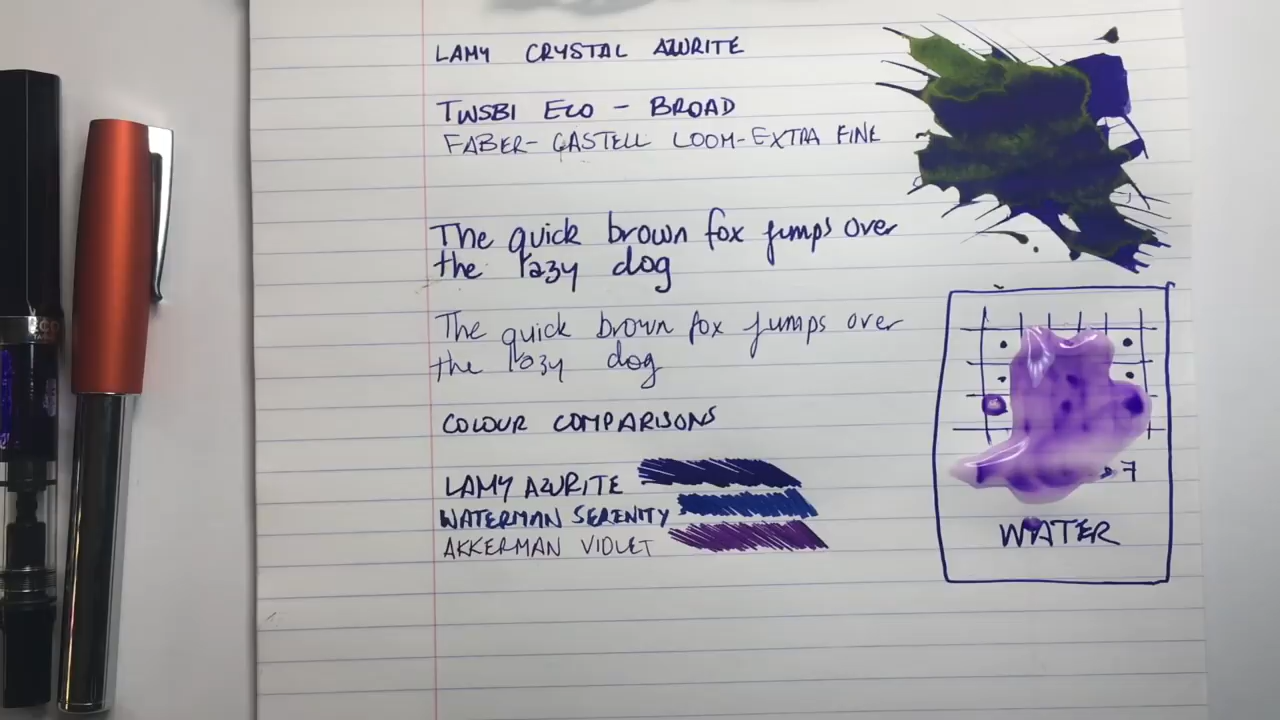 LAMY CRYSTAL AZURITE
TWSBI ECO - BROAD
FABER-CASTELL LOOM-EXTRA FINE
The quick brown fox jumps over
the lazy dog
The quick brown fox jumps over
the lazy dog
COLOUR COMPARISONS
LAMY AZURITE
WATERMAN SERENITY
AKKERMAN VIOLET
WATER
ECO